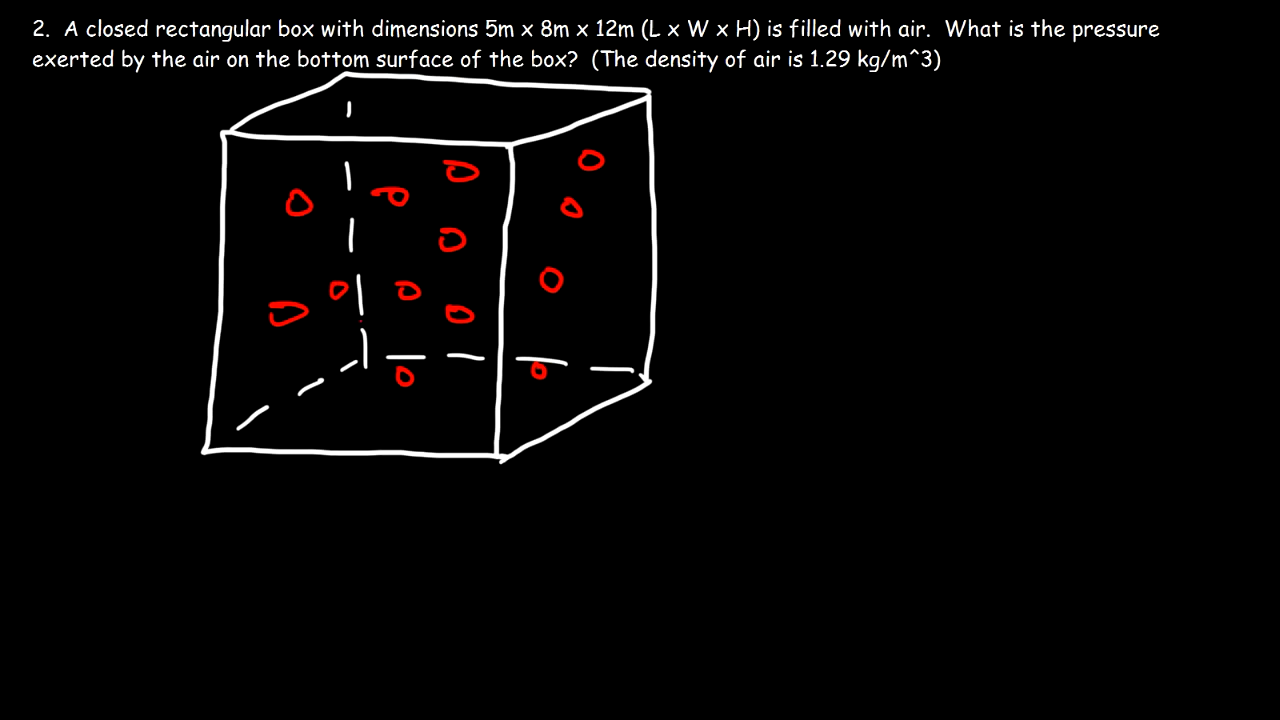 2. A closed rectangular box with dimensions 5m x 8m x 12m (L x W x H) is filled with air. What is the pressure
exerted by the air on the bottom surface of the box? (The density of air is 1.29 kg/m^3)